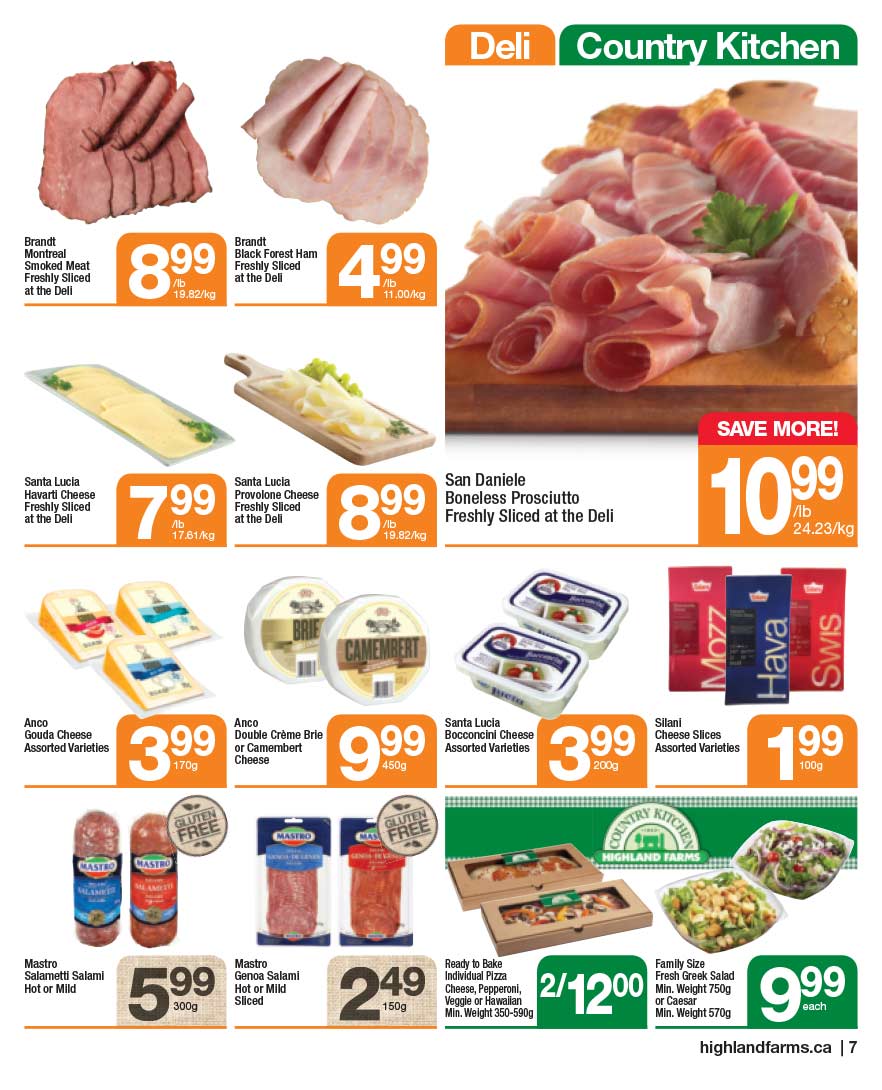 Deli
Country Kitchen
Brandt
Montreal
Smoked Meat
Freshly Sliced
at the Deli
8.99
/lb
19.82/kg
Brandt
Black Forest Ham
Freshly Sliced
at the Deli
4.99
/lb
11.00/kg
Santa Lucia
Havarti Cheese
Freshly Sliced
at the Deli
7.99
/lb
17.61/kg
Santa Lucia
Provolone Cheese
Freshly Sliced
at the Deli
8.99
/lb
19.82/kg
San Daniele
Boneless Prosciutto
Freshly Sliced at the Deli
SAVE MORE!
10.99
/lb
24.23/kg
Anco
Gouda Cheese
Assorted Varieties
3.99
170g
BRIE
CAMEMBERT
Anco
Double Crème Brie
or Camembert
Cheese
9.99
450g
Bocconcini
Lucia
Santa Lucia
Bocconcini Cheese
Assorted Varieties
3.99
200g
Mozz
Hava
Swis
Silani
Cheese Slices
Assorted Varieties
1.99
100g
GLUTEN
FREE
MASTRO
SALAMETTI
MASTRO
SALAMETTI
Mastro
Salametti Salami
Hot or Mild
5.99
300g
GLUTEN
FREE
MASTRO
MASTRO
Mastro
Genoa Salami
Hot or Mild
Sliced
2.49
150g
COUNTRY KITCHEN
HIGHLAND FARMS
Ready to Bake
Individual Pizza
Cheese, Pepperoni,
Veggie or Hawaiian
Min. Weight 350-590g
2/12.00
Family Size
Fresh Greek Salad
Min. Weight 750g
or Caesar
Min. Weight 570g
9.99
each
highlandfarms.ca | 7